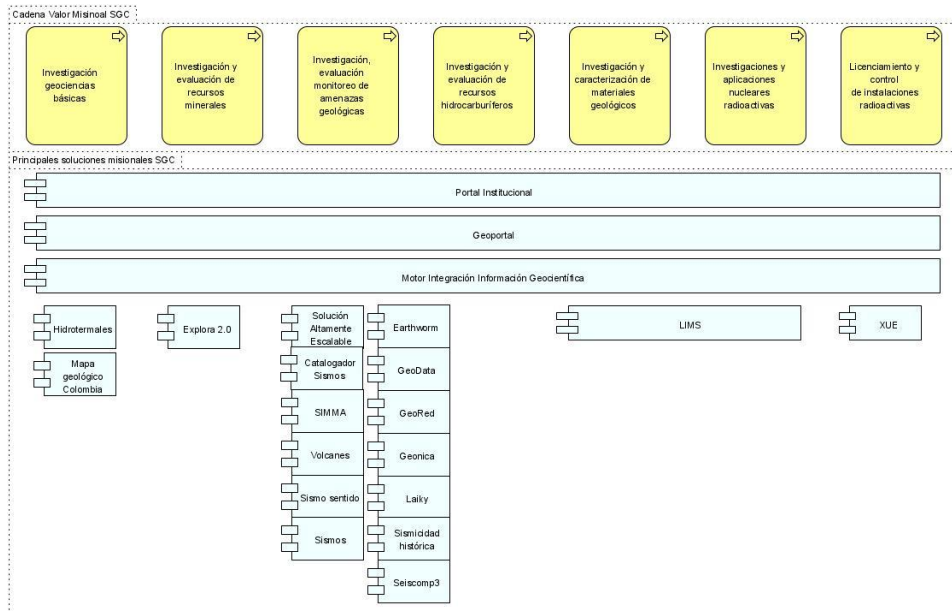 Cadena Valor Misinoal SGC
Investigación
geociencias
básicas
Investigación y
evaluación de
recursos
minerales
Investigación,
evaluación
monitoreo de
amenazas
geológicas
Investigación y
evaluación de
recursos
hidrocarburíferos
Investigación y
caracterización de
materiales
geológicos
Investigaciones y
aplicaciones
nucleares
radioactivas
Licenciamiento y
control
de instalaciones
radioactivas
Principales soluciones misionales SGC
Portal Institucional
Geoportal
Motor Integración Información Geocientífica
Hidrotermales
Mapa
geológico
Colombia
Explora 2.0
Solución
Altamente
Escalable
Catalogador
Sismos
SIMMA
Volcanes
Sismo sentido
Sismos
Earthworm
GeoData
GeoRed
Geonica
Laiky
Sismicidad
histórica
Seiscomp3
LIMS
XUE